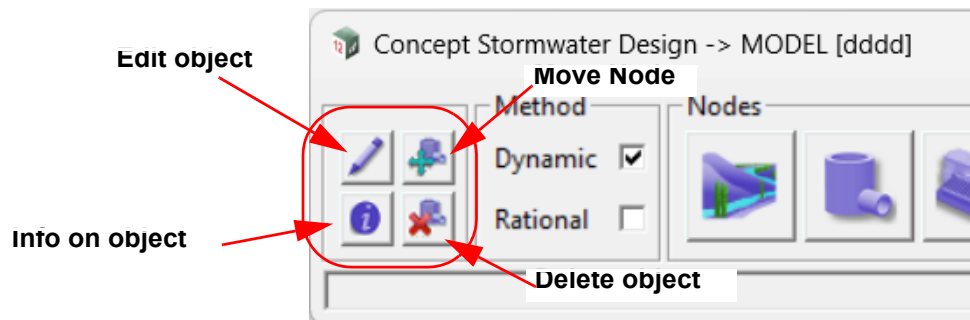 Concept Stormwater Design -> MODEL [dddd]
Edit object
Move Node
Method
Nodes
Dynamic
Rational
Info on object
Delete object